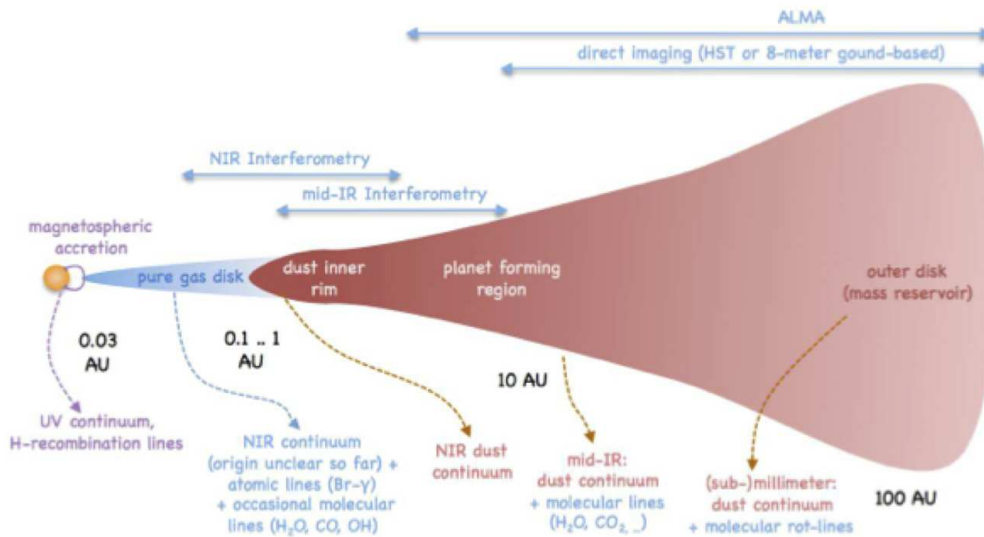 ALMA
direct imaging (HST or 8-meter gound-based)
NIR Interferometry
mid-IR Interferometry
magnetospheric
accretion
pure gas disk
dust inner
rim
planet forming
region
outer disk
(mass reservoir)
0.03
AU
0.1 .. 1
AU
10 AU
100 AU
UV continuum,
H-recombination lines
NIR continuum
(origin unclear so far) +
atomic lines (Br-γ)
+ occasional molecular
lines (H₂O, CO, OH)
NIR dust
continuum
mid-IR:
dust continuum
+ molecular lines
(H₂O, CO₂, ..)
(sub-)millimeter:
dust continuum
+ molecular rot-lines